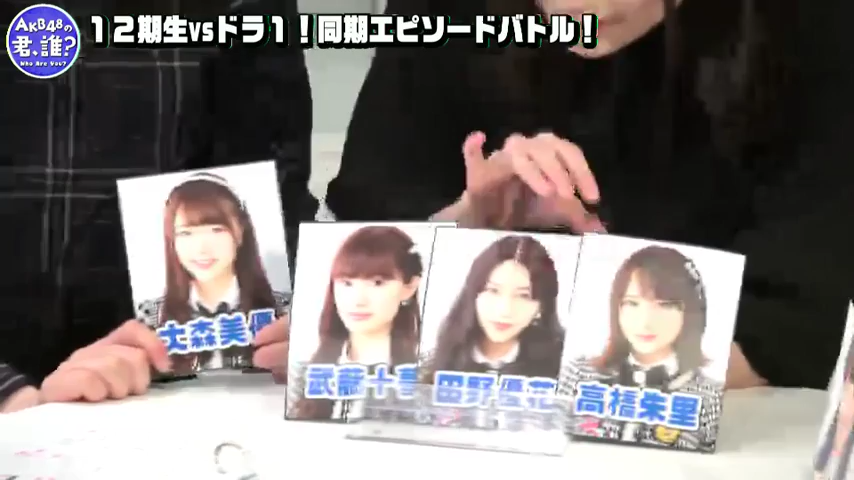 AKB48の
君、誰?
Who Are You?
12期生vsドラ1!同期エピソードバトル!
大森美優
武藤十夢
田野優花
高橋朱里